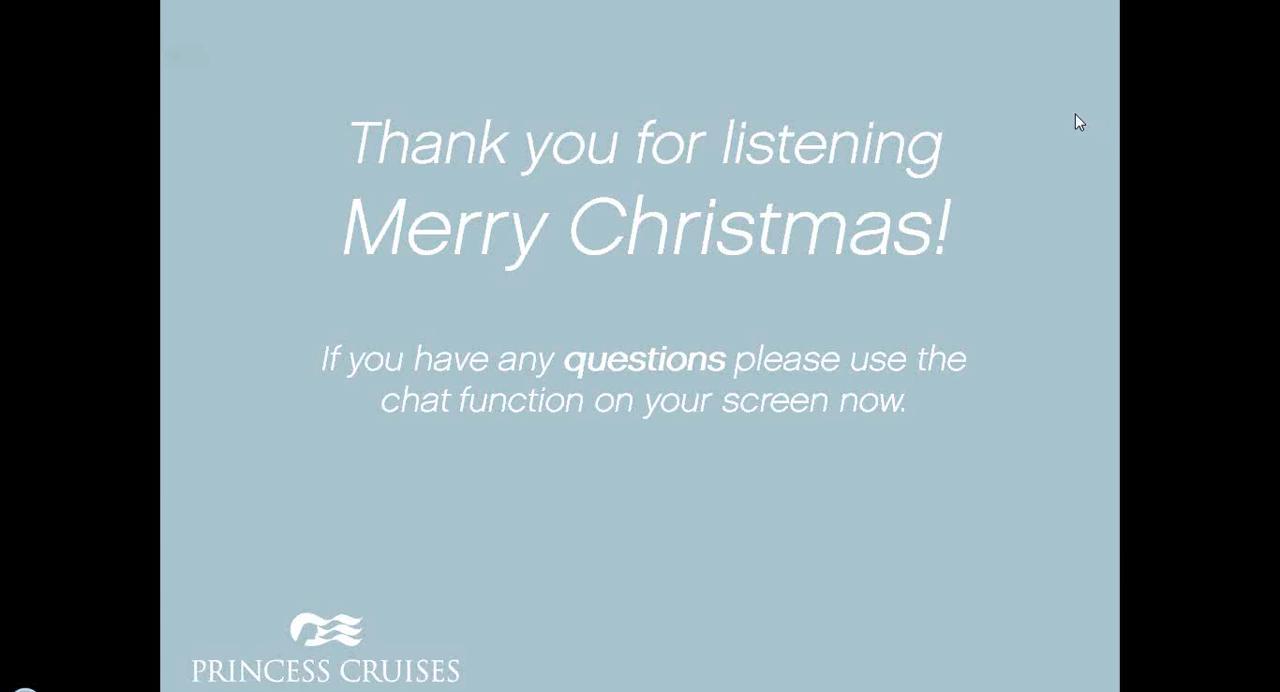 Thank you for listening
Merry Christmas!
If you have any questions please use the
chat function on your screen now.
PRINCESS CRUISES